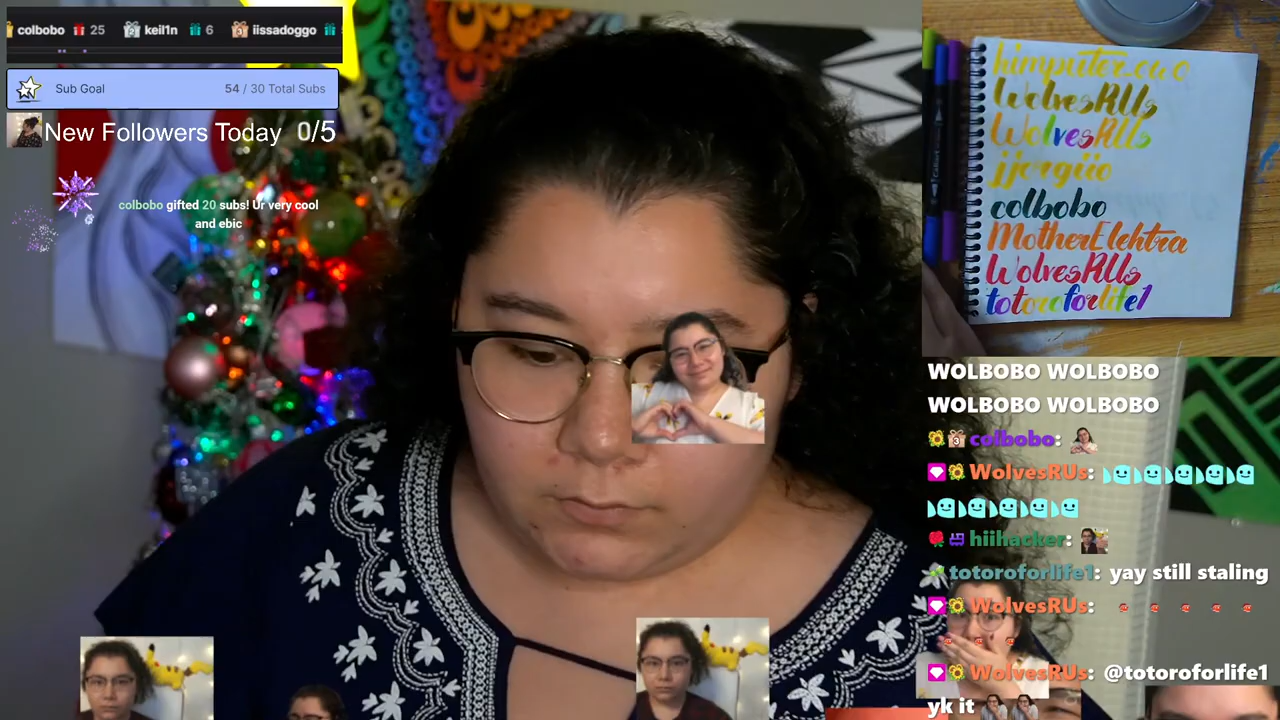 colbobo 25 keil1n 6 iissadoggo
Sub Goal 54 / 30 Total Subs
New Followers Today 0/5
colbobo gifted 20 subs! Ur very cool
and ebic
kimputer.owo
WolvesRUs
WolvesRUs
jjorgiio
colbobo
MotherElektra
WolvesRUs
totoroforlife1
WOLBOBO WOLBOBO
WOLBOBO WOLBOBO
colbobo:
WolvesRUs:
hiihacker:
totoroforlife1: yay still staling
WolvesRUs:
WolvesRUs: @totoroforlife1
yk it